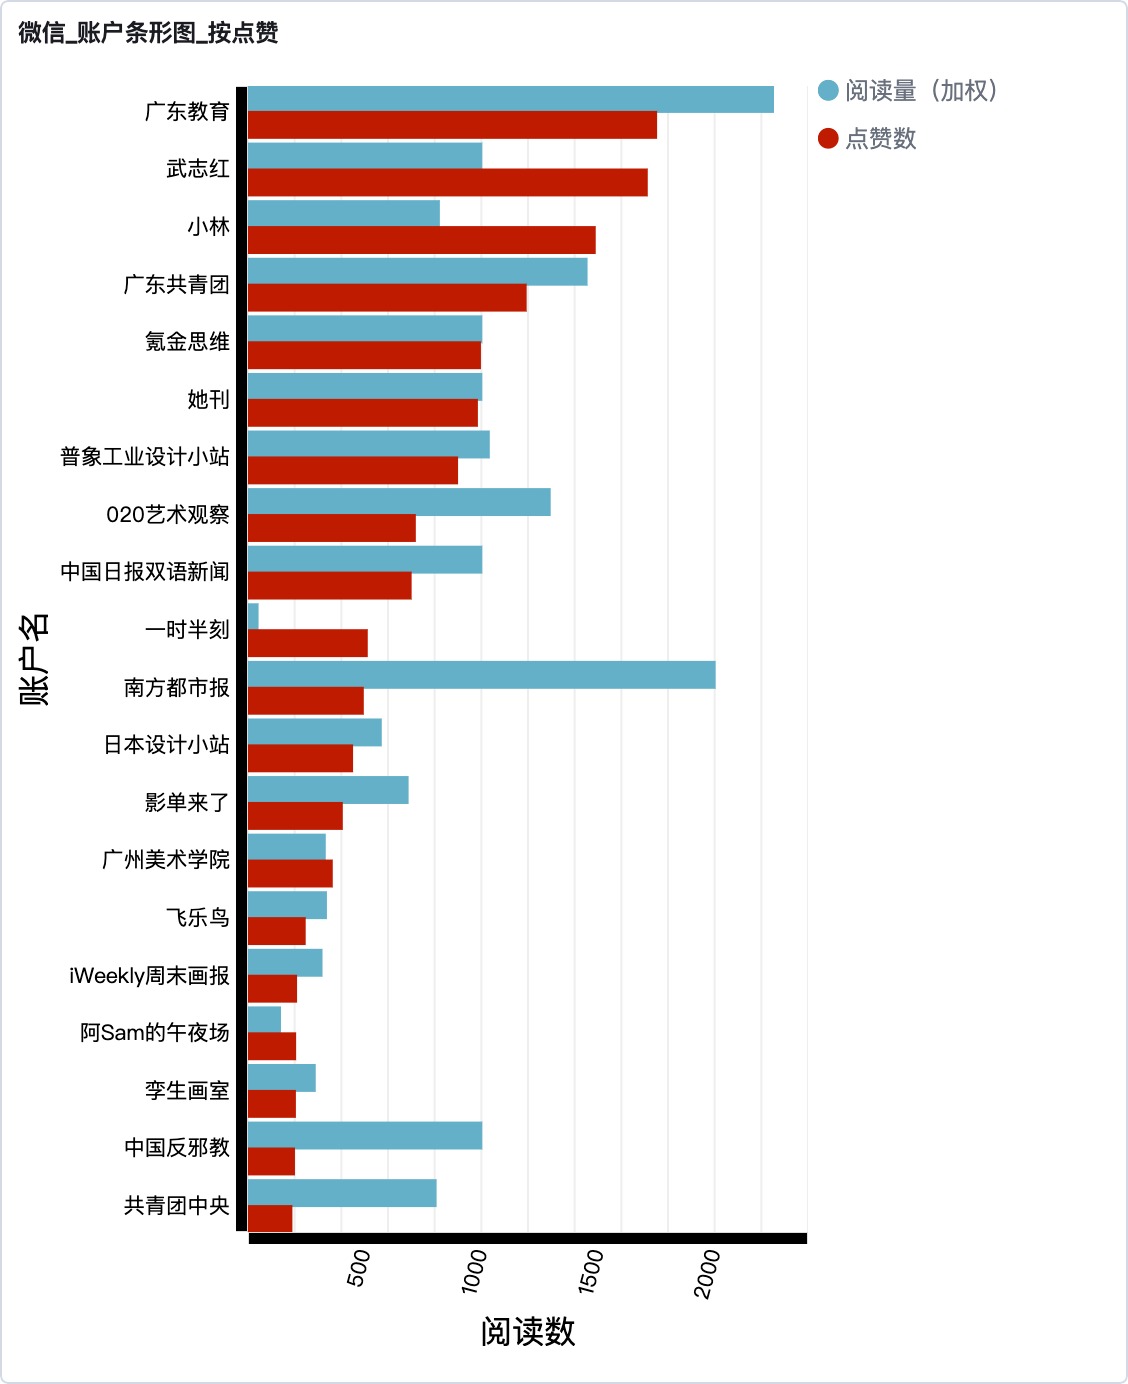 微信_账户条形图_按点赞
阅读量（加权）
点赞数
广东教育
武志红
小林
广东共青团
氪金思维
她刊
普象工业设计小站
020艺术观察
中国日报双语新闻
一时半刻
南方都市报
日本设计小站
影单来了
广州美术学院
飞乐鸟
iWeekly周末画报
阿Sam的午夜场
孪生画室
中国反邪教
共青团中央
账户名
500
1000
1500
2000
阅读数